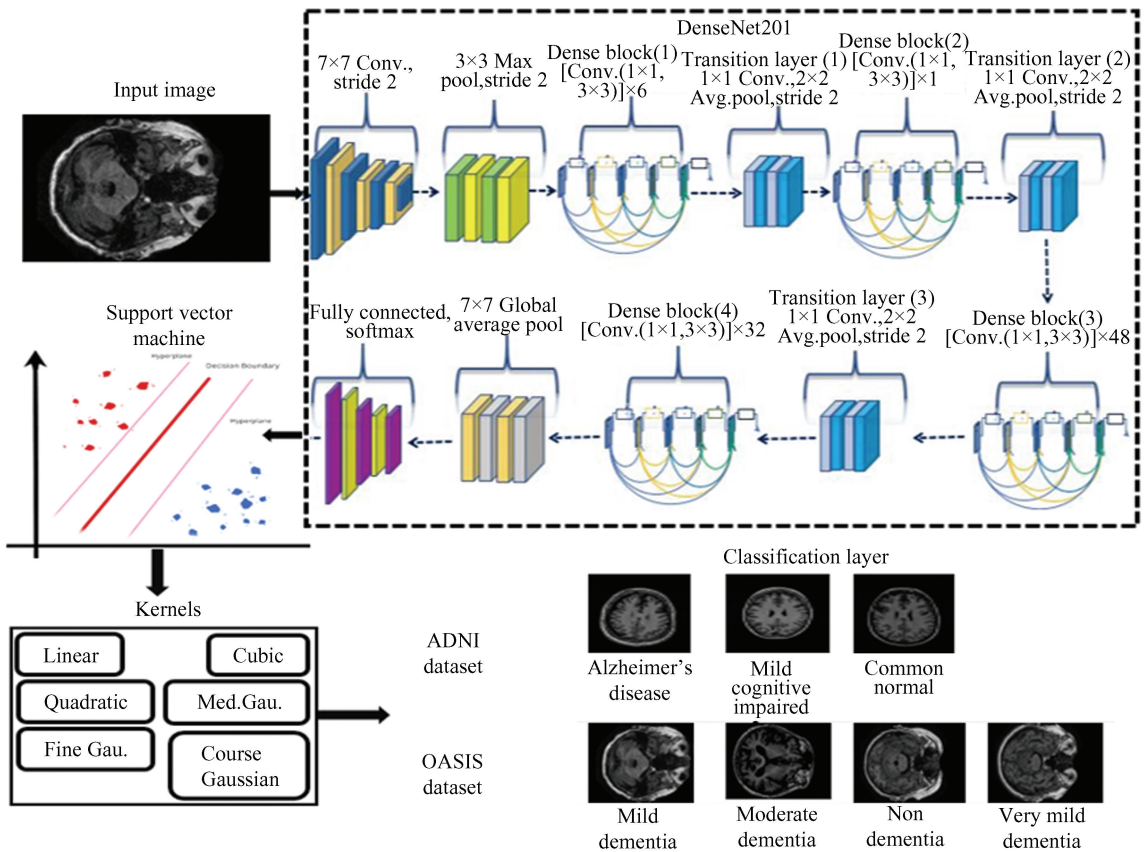 DenseNet201
Input image
7×7 Conv.,
stride 2
3×3 Max
pool,stride 2
Dense block(1)
[Conv.(1×1,
3×3)]×6
Transition layer (1)
1×1 Conv.,2×2
Avg.pool,stride 2
Dense block(2)
[Conv.(1×1,
3×3)]×1
Transition layer (2)
1×1 Conv.,2×2
Avg.pool,stride 2
Support vector
machine
Hyperplane
Decision Boundary
Hyperplane
Fully connected,
softmax
7×7 Global
average pool
Dense block(4)
[Conv.(1×1,3×3)]×32
Transition layer (3)
1×1 Conv.,2×2
Avg.pool,stride 2
Dense block(3)
[Conv.(1×1,3×3)]×48
Kernels
Linear
Cubic
Quadratic
Med.Gau.
Fine Gau.
Course
Gaussian
Classification layer
ADNI
dataset
Alzheimer's
disease
Mild
cognitive
impaired
Common
normal
OASIS
dataset
Mild
dementia
Moderate
dementia
Non
dementia
Very mild
dementia